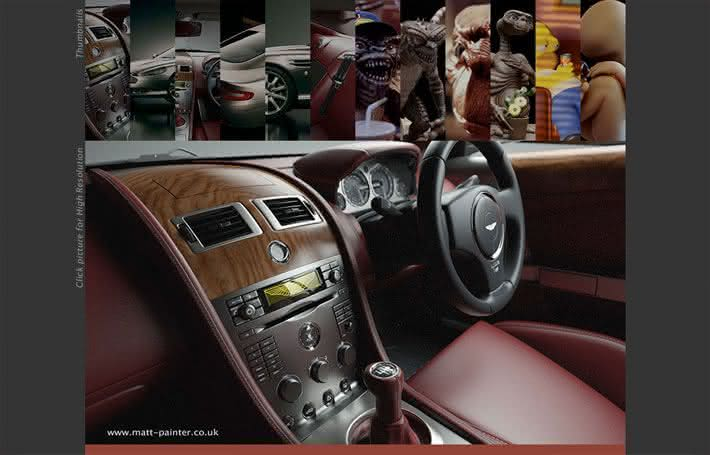 Thumbnails
Click picture for High Resolution
www.matt-painter.co.uk